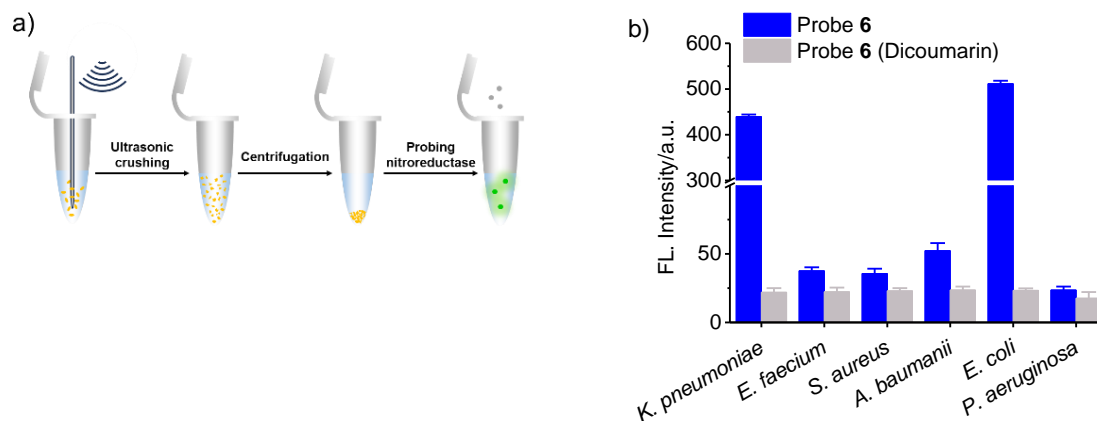 a)
Ultrasonic
crushing
Centrifugation
Probing
nitroreductase
b)
Probe 6
Probe 6 (Dicoumarin)
FL. Intensity/a.u.
600
500
400
300
50
0
K. pneumoniae
E. faecium
S. aureus
A. baumanii
E. coli
P. aeruginosa